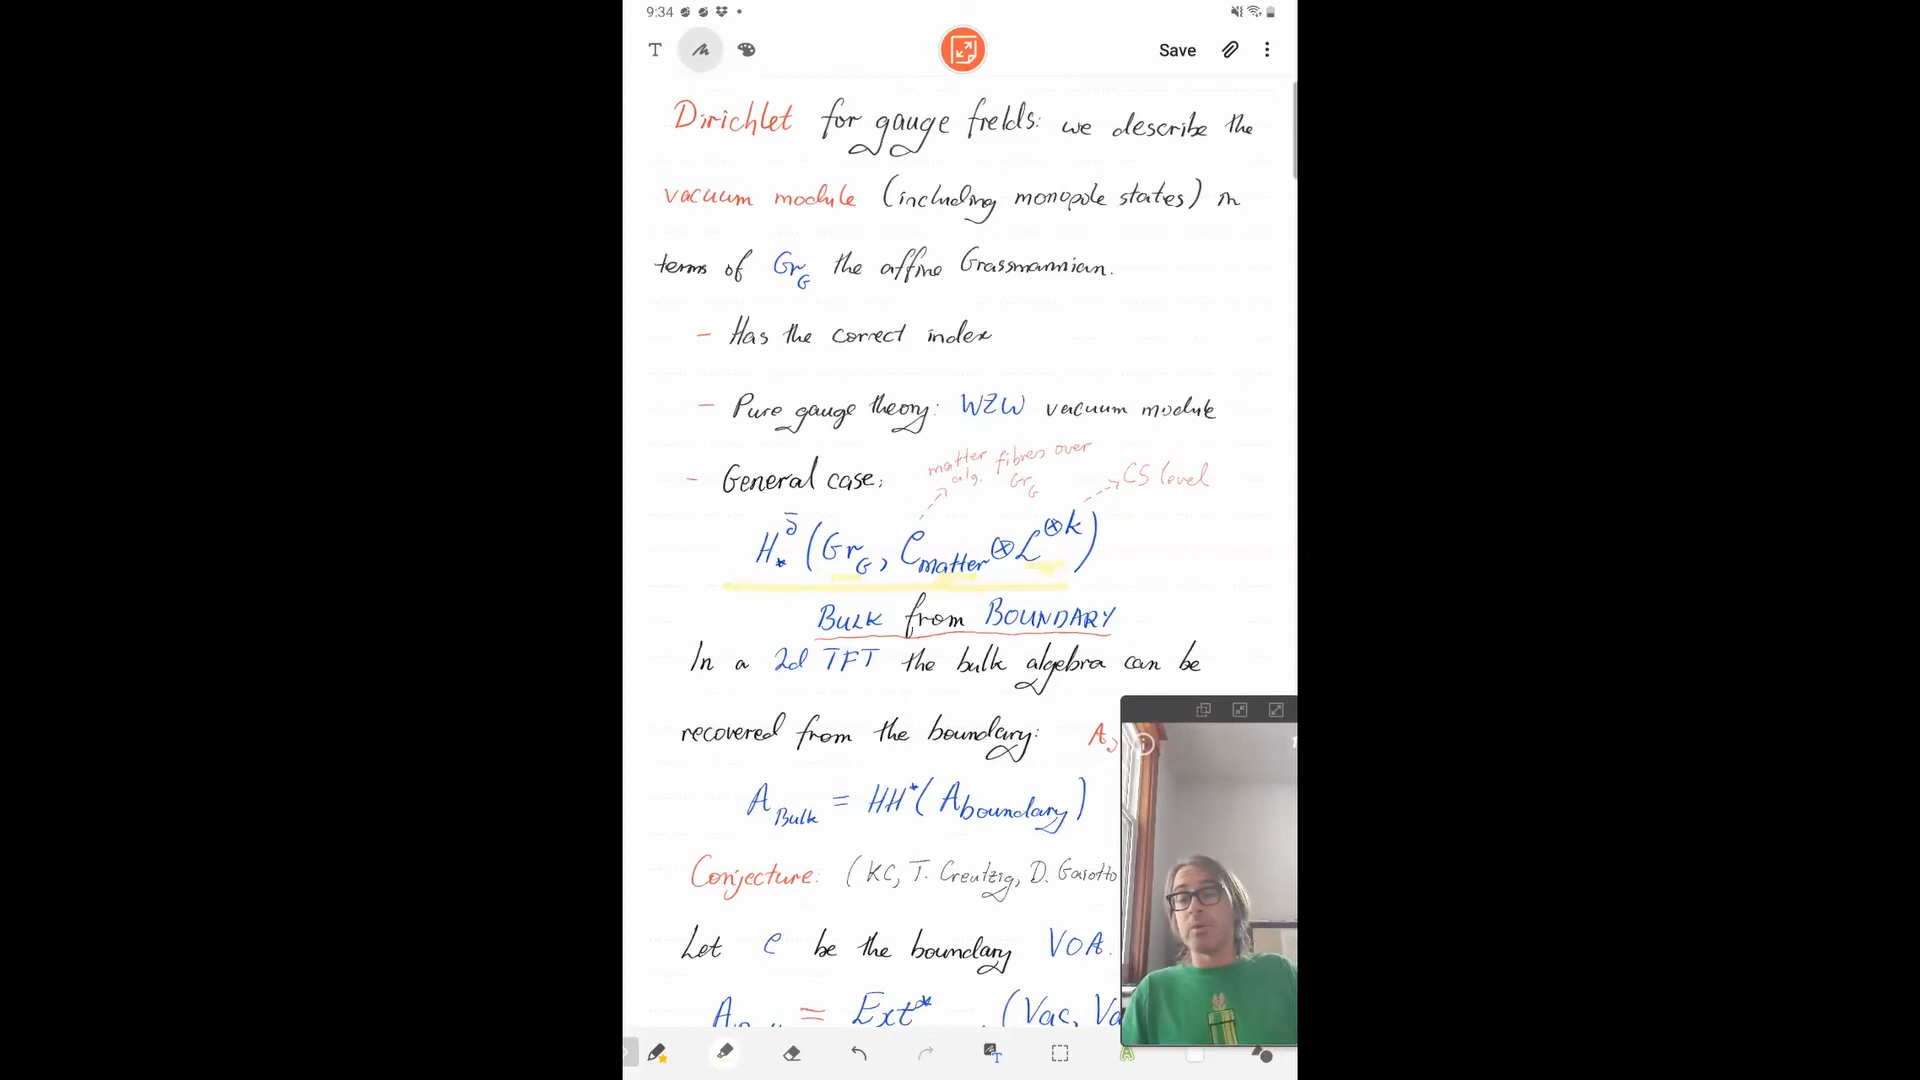 9:34
T
Save
Dirichlet for gauge fields: we describe the
vacuum module (including monopole states) in
terms of Gr_G the affine Grassmannian.
- Has the correct index
- Pure gauge theory: WZW vacuum module
matter fibres over
alg. Gr_G
CS level
- General case:
H_*^∂̄ (Gr_G, C_matter ⊗ L^⊗k)
BULK from BOUNDARY
In a 2d TFT the bulk algebra can be
recovered from the boundary: A,
A_Bulk = HH*(A_boundary)
Conjecture: (KC, T. Creutzig, D. Gaiotto
Let C be the boundary VOA.
≈ Ext* (Vac, Va